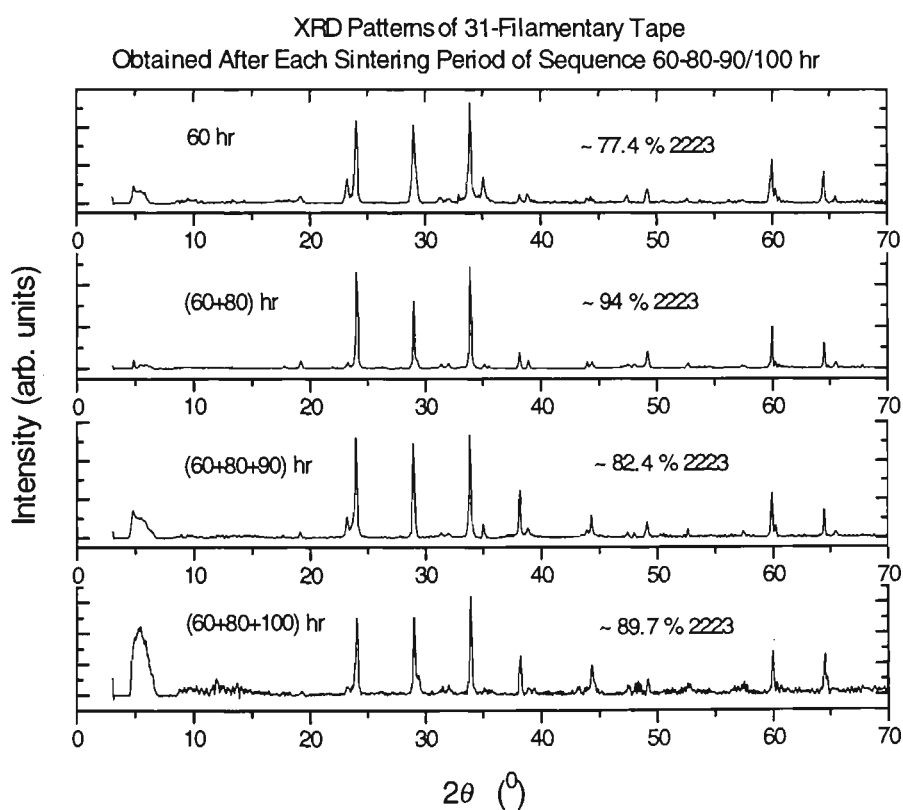 XRD Patterns of 31-Filamentary Tape
Obtained After Each Sintering Period of Sequence 60-80-90/100 hr
60 hr
~ 77.4 % 2223
0 10 20 30 40 50 60 70
(60+80) hr
~ 94 % 2223
0 10 20 30 40 50 60 70
(60+80+90) hr
~ 82.4 % 2223
0 10 20 30 40 50 60 70
(60+80+100) hr
~ 89.7 % 2223
0 10 20 30 40 50 60 70
Intensity (arb. units)
2θ (⁰)